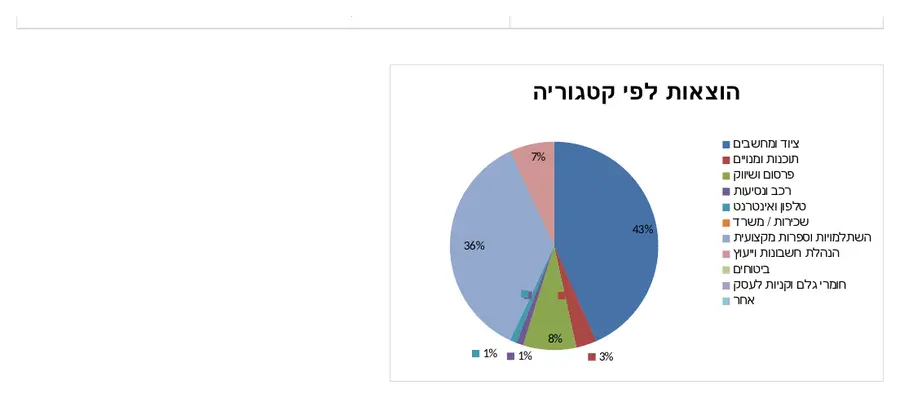 הוצאות לפי קטגוריה
ציוד ומחשבים
תוכנות ומנויים
פרסום ושיווק
רכב ונסיעות
טלפון ואינטרנט
שכירות / משרד
השתלמויות וספרות מקצועית
הנהלת חשבונות וייעוץ
ביטוחים
חומרי גלם וקניות לעסק
אחר
7%
43%
36%
8%
1%
1%
3%